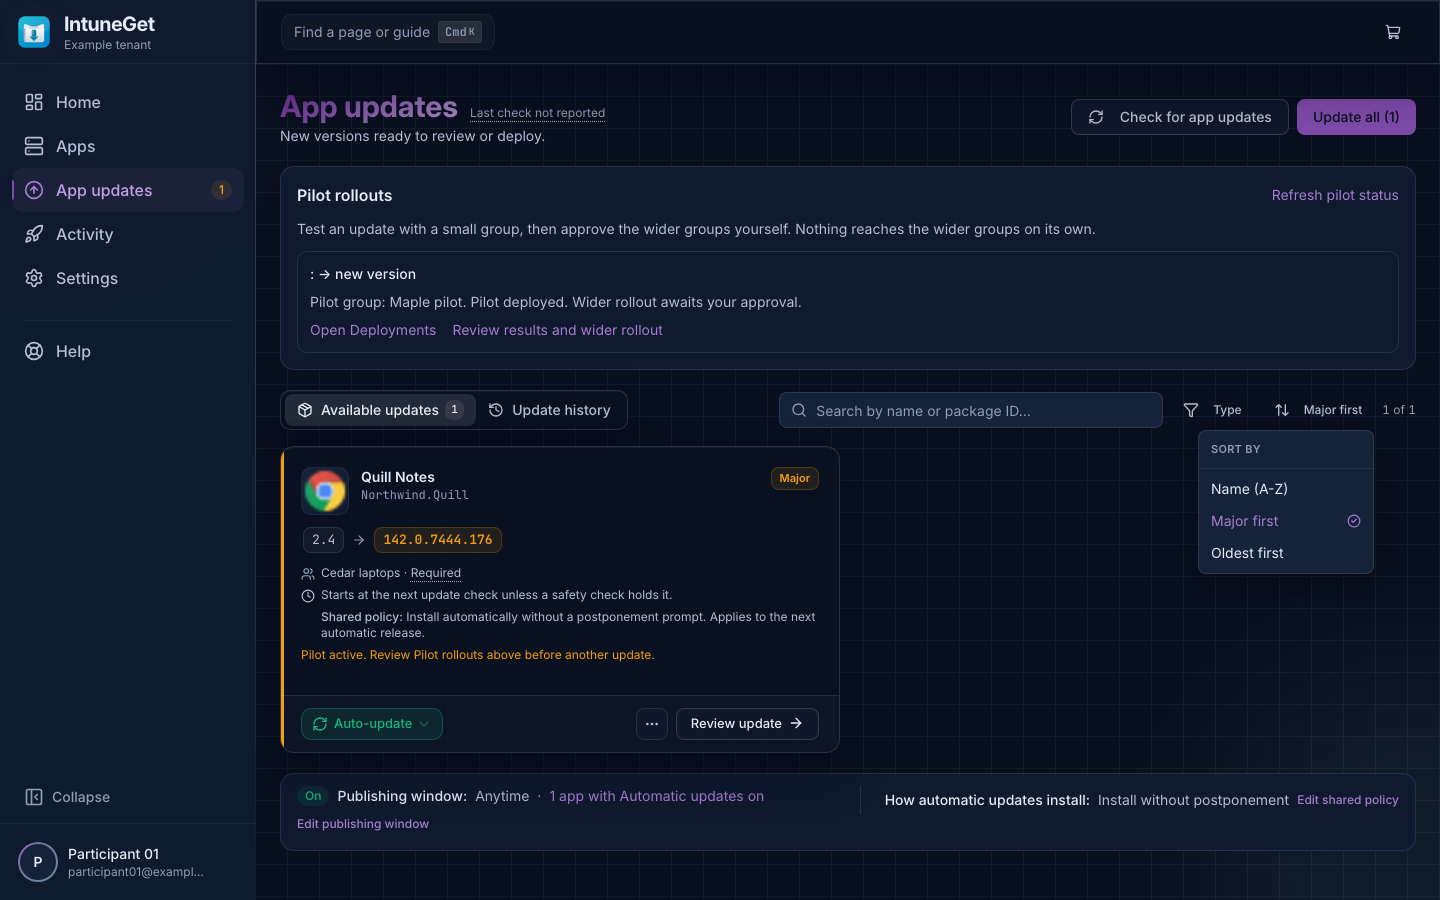 IntuneGet
Example tenant
Find a page or guide Cmd K
Home
Apps
App updates 1
Activity
Settings
Help
Collapse
P
Participant 01
participant01@exampl...
App updates Last check not reported
New versions ready to review or deploy.
Check for app updates
Update all (1)
Pilot rollouts
Refresh pilot status
Test an update with a small group, then approve the wider groups yourself. Nothing reaches the wider groups on its own.
: → new version
Pilot group: Maple pilot. Pilot deployed. Wider rollout awaits your approval.
Open Deployments Review results and wider rollout
Available updates 1 Update history
Search by name or package ID...
Type
Major first
1 of 1
SORT BY
Name (A-Z)
Major first
Oldest first
Quill Notes
Northwind.Quill
Major
2.4 → 142.0.7444.176
Cedar laptops · Required
Starts at the next update check unless a safety check holds it.
Shared policy: Install automatically without a postponement prompt. Applies to the next
automatic release.
Pilot active. Review Pilot rollouts above before another update.
Auto-update
...
Review update →
On Publishing window: Anytime · 1 app with Automatic updates on
Edit publishing window
How automatic updates install: Install without postponement Edit shared policy